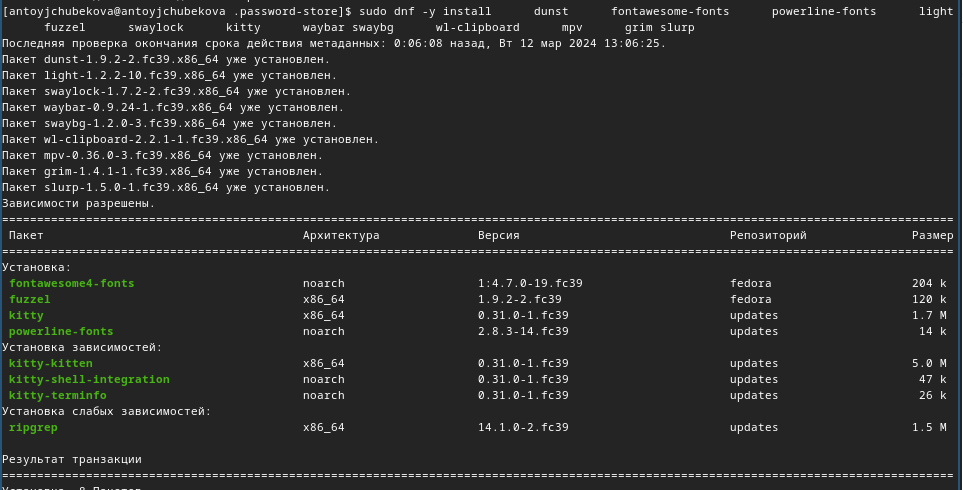 [antoyjchubekova@antoyjchubekova .password-store]$ sudo dnf -y install dunst fontawesome-fonts powerline-fonts light
fuzzel swaylock kitty waybar swaybg wl-clipboard mpv grim slurp
Последняя проверка окончания срока действия метаданных: 0:06:08 назад, Вт 12 мар 2024 13:06:25.
Пакет dunst-1.9.2-2.fc39.x86_64 уже установлен.
Пакет light-1.2.2-10.fc39.x86_64 уже установлен.
Пакет swaylock-1.7.2-2.fc39.x86_64 уже установлен.
Пакет waybar-0.9.24-1.fc39.x86_64 уже установлен.
Пакет swaybg-1.2.0-3.fc39.x86_64 уже установлен.
Пакет wl-clipboard-2.2.1-1.fc39.x86_64 уже установлен.
Пакет mpv-0.36.0-3.fc39.x86_64 уже установлен.
Пакет grim-1.4.1-1.fc39.x86_64 уже установлен.
Пакет slurp-1.5.0-1.fc39.x86_64 уже установлен.
Зависимости разрешены.
Пакет Архитектура Версия Репозиторий Размер
Установка:
fontawesome4-fonts noarch 1:4.7.0-19.fc39 fedora 204 k
fuzzel x86_64 1.9.2-2.fc39 fedora 120 k
kitty x86_64 0.31.0-1.fc39 updates 1.7 M
powerline-fonts noarch 2.8.3-14.fc39 updates 14 k
Установка зависимостей:
kitty-kitten x86_64 0.31.0-1.fc39 updates 5.0 M
kitty-shell-integration noarch 0.31.0-1.fc39 updates 47 k
kitty-terminfo noarch 0.31.0-1.fc39 updates 26 k
Установка слабых зависимостей:
ripgrep x86_64 14.1.0-2.fc39 updates 1.5 M
Результат транзакции